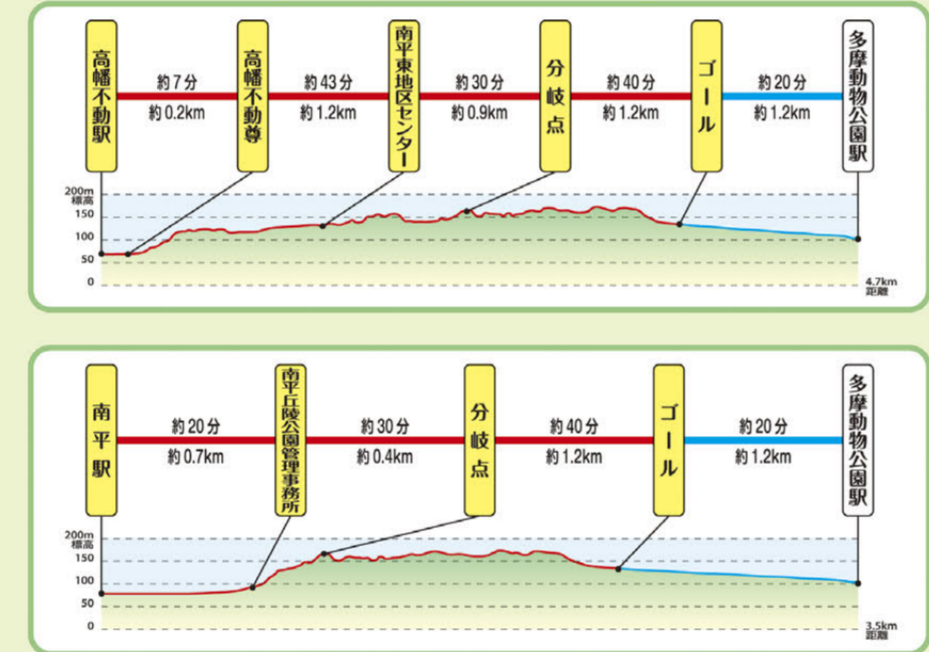 高幡不動駅
約7分
約0.2km
高幡不動尊
約43分
約1.2km
南平東地区センター
約30分
約0.9km
分岐点
約40分
約1.2km
ゴール
約20分
約1.2km
多摩動物公園駅
200m
標高
150
100
50
0
4.7km
距離
南平駅
約20分
約0.7km
南平丘陵公園管理事務所
約30分
約0.4km
分岐点
約40分
約1.2km
ゴール
約20分
約1.2km
多摩動物公園駅
200m
標高
150
100
50
0
3.5km
距離